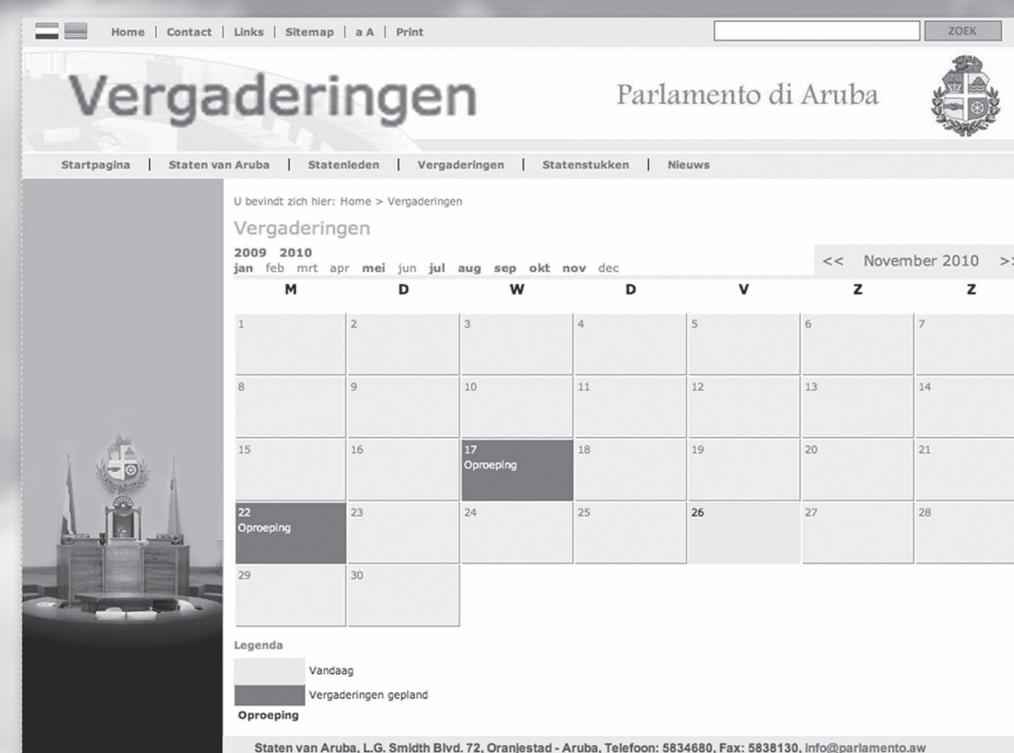 Home | Contact | Links | Sitemap | a A | Print
ZOEK
Vergaderingen
Parlamento di Aruba
Startpagina | Staten van Aruba | Statenleden | Vergaderingen | Statenstukken | Nieuws
U bevindt zich hier: Home > Vergaderingen
Vergaderingen
2009 2010
jan feb mrt apr mei jun jul aug sep okt nov dec
<< November 2010 >>
M D W D V Z Z
1 2 3 4 5 6 7
8 9 10 11 12 13 14
15 16 17 18 19 20 21
Oproeping
22 23 24 25 26 27 28
Oproeping
29 30
Legenda
Vandaag
Vergaderingen gepland
Oproeping
Staten van Aruba, L.G. Smidth Blvd. 72, Oranjestad - Aruba, Telefoon: 5834680, Fax: 5838130, info@parlamento.aw